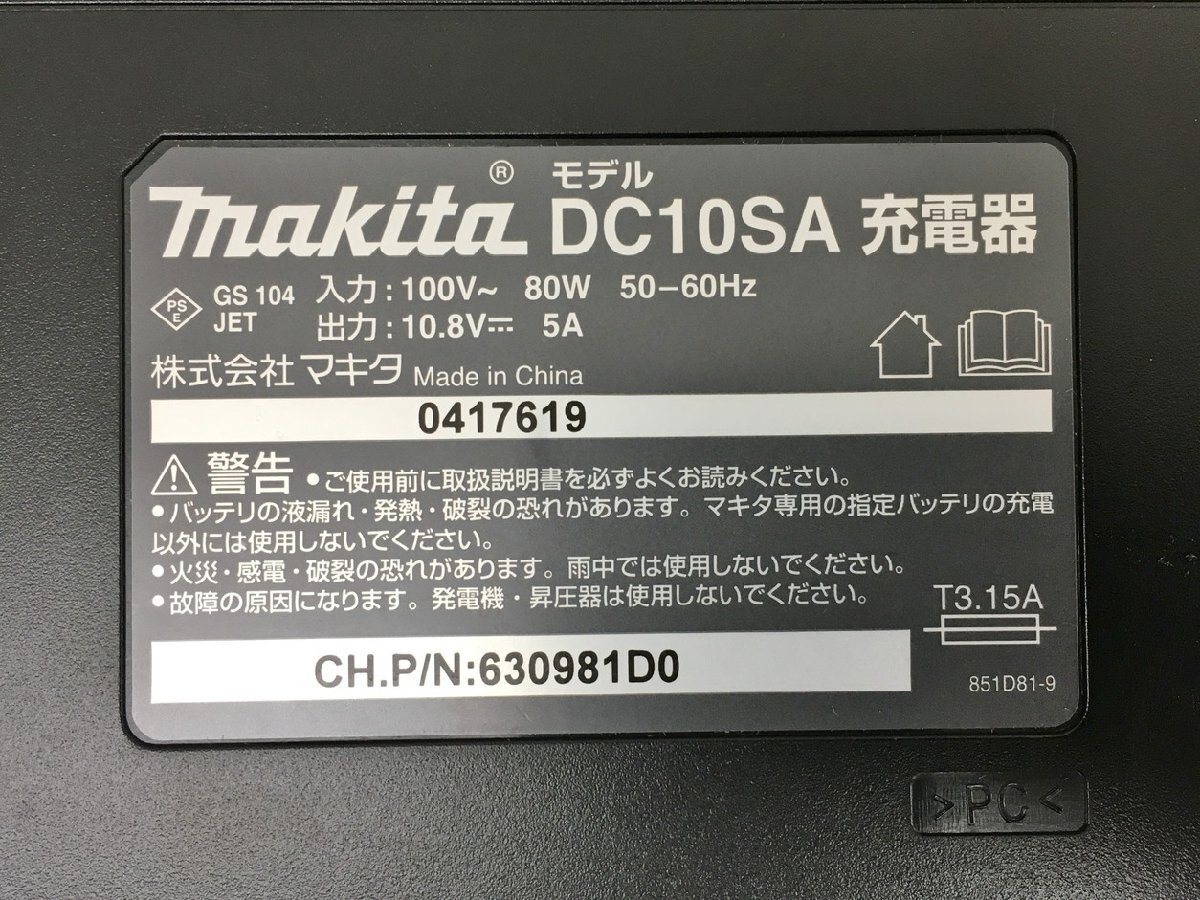 makita® モデル DC10SA 充電器
PSE GS 104 JET
入力:100V~ 80W 50-60Hz
出力:10.8V⎓ 5A
株式会社マキタ Made in China
0417619
⚠警告 •ご使用前に取扱説明書を必ずよくお読みください。
•バッテリの液漏れ・発熱・破裂の恐れがあります。マキタ専用の指定バッテリの充電
以外には使用しないでください。
•火災・感電・破裂の恐れがあります。雨中では使用しないでください。
•故障の原因になります。発電機・昇圧器は使用しないでください。
T3.15A
CH.P/N:630981D0
851D81-9
>PC<